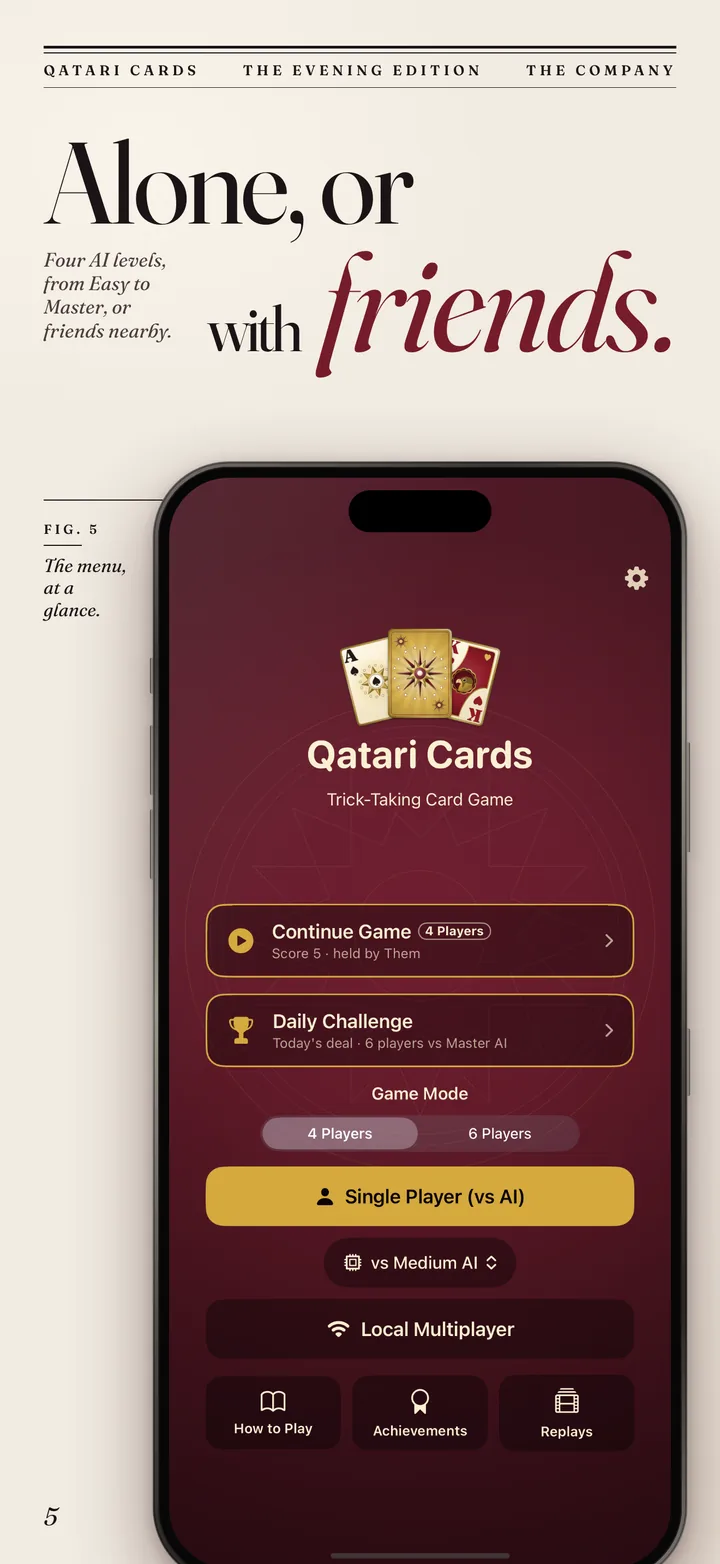 QATARI CARDS THE EVENING EDITION THE COMPANY
Alone, or
with friends.
Four AI levels,
from Easy to
Master, or
friends nearby.
FIG. 5
The menu,
at a
glance.
A
K
K
Qatari Cards
Trick-Taking Card Game
Continue Game 4 Players
Score 5 · held by Them
Daily Challenge
Today's deal · 6 players vs Master AI
Game Mode
4 Players 6 Players
Single Player (vs AI)
vs Medium AI
Local Multiplayer
How to Play Achievements Replays
5